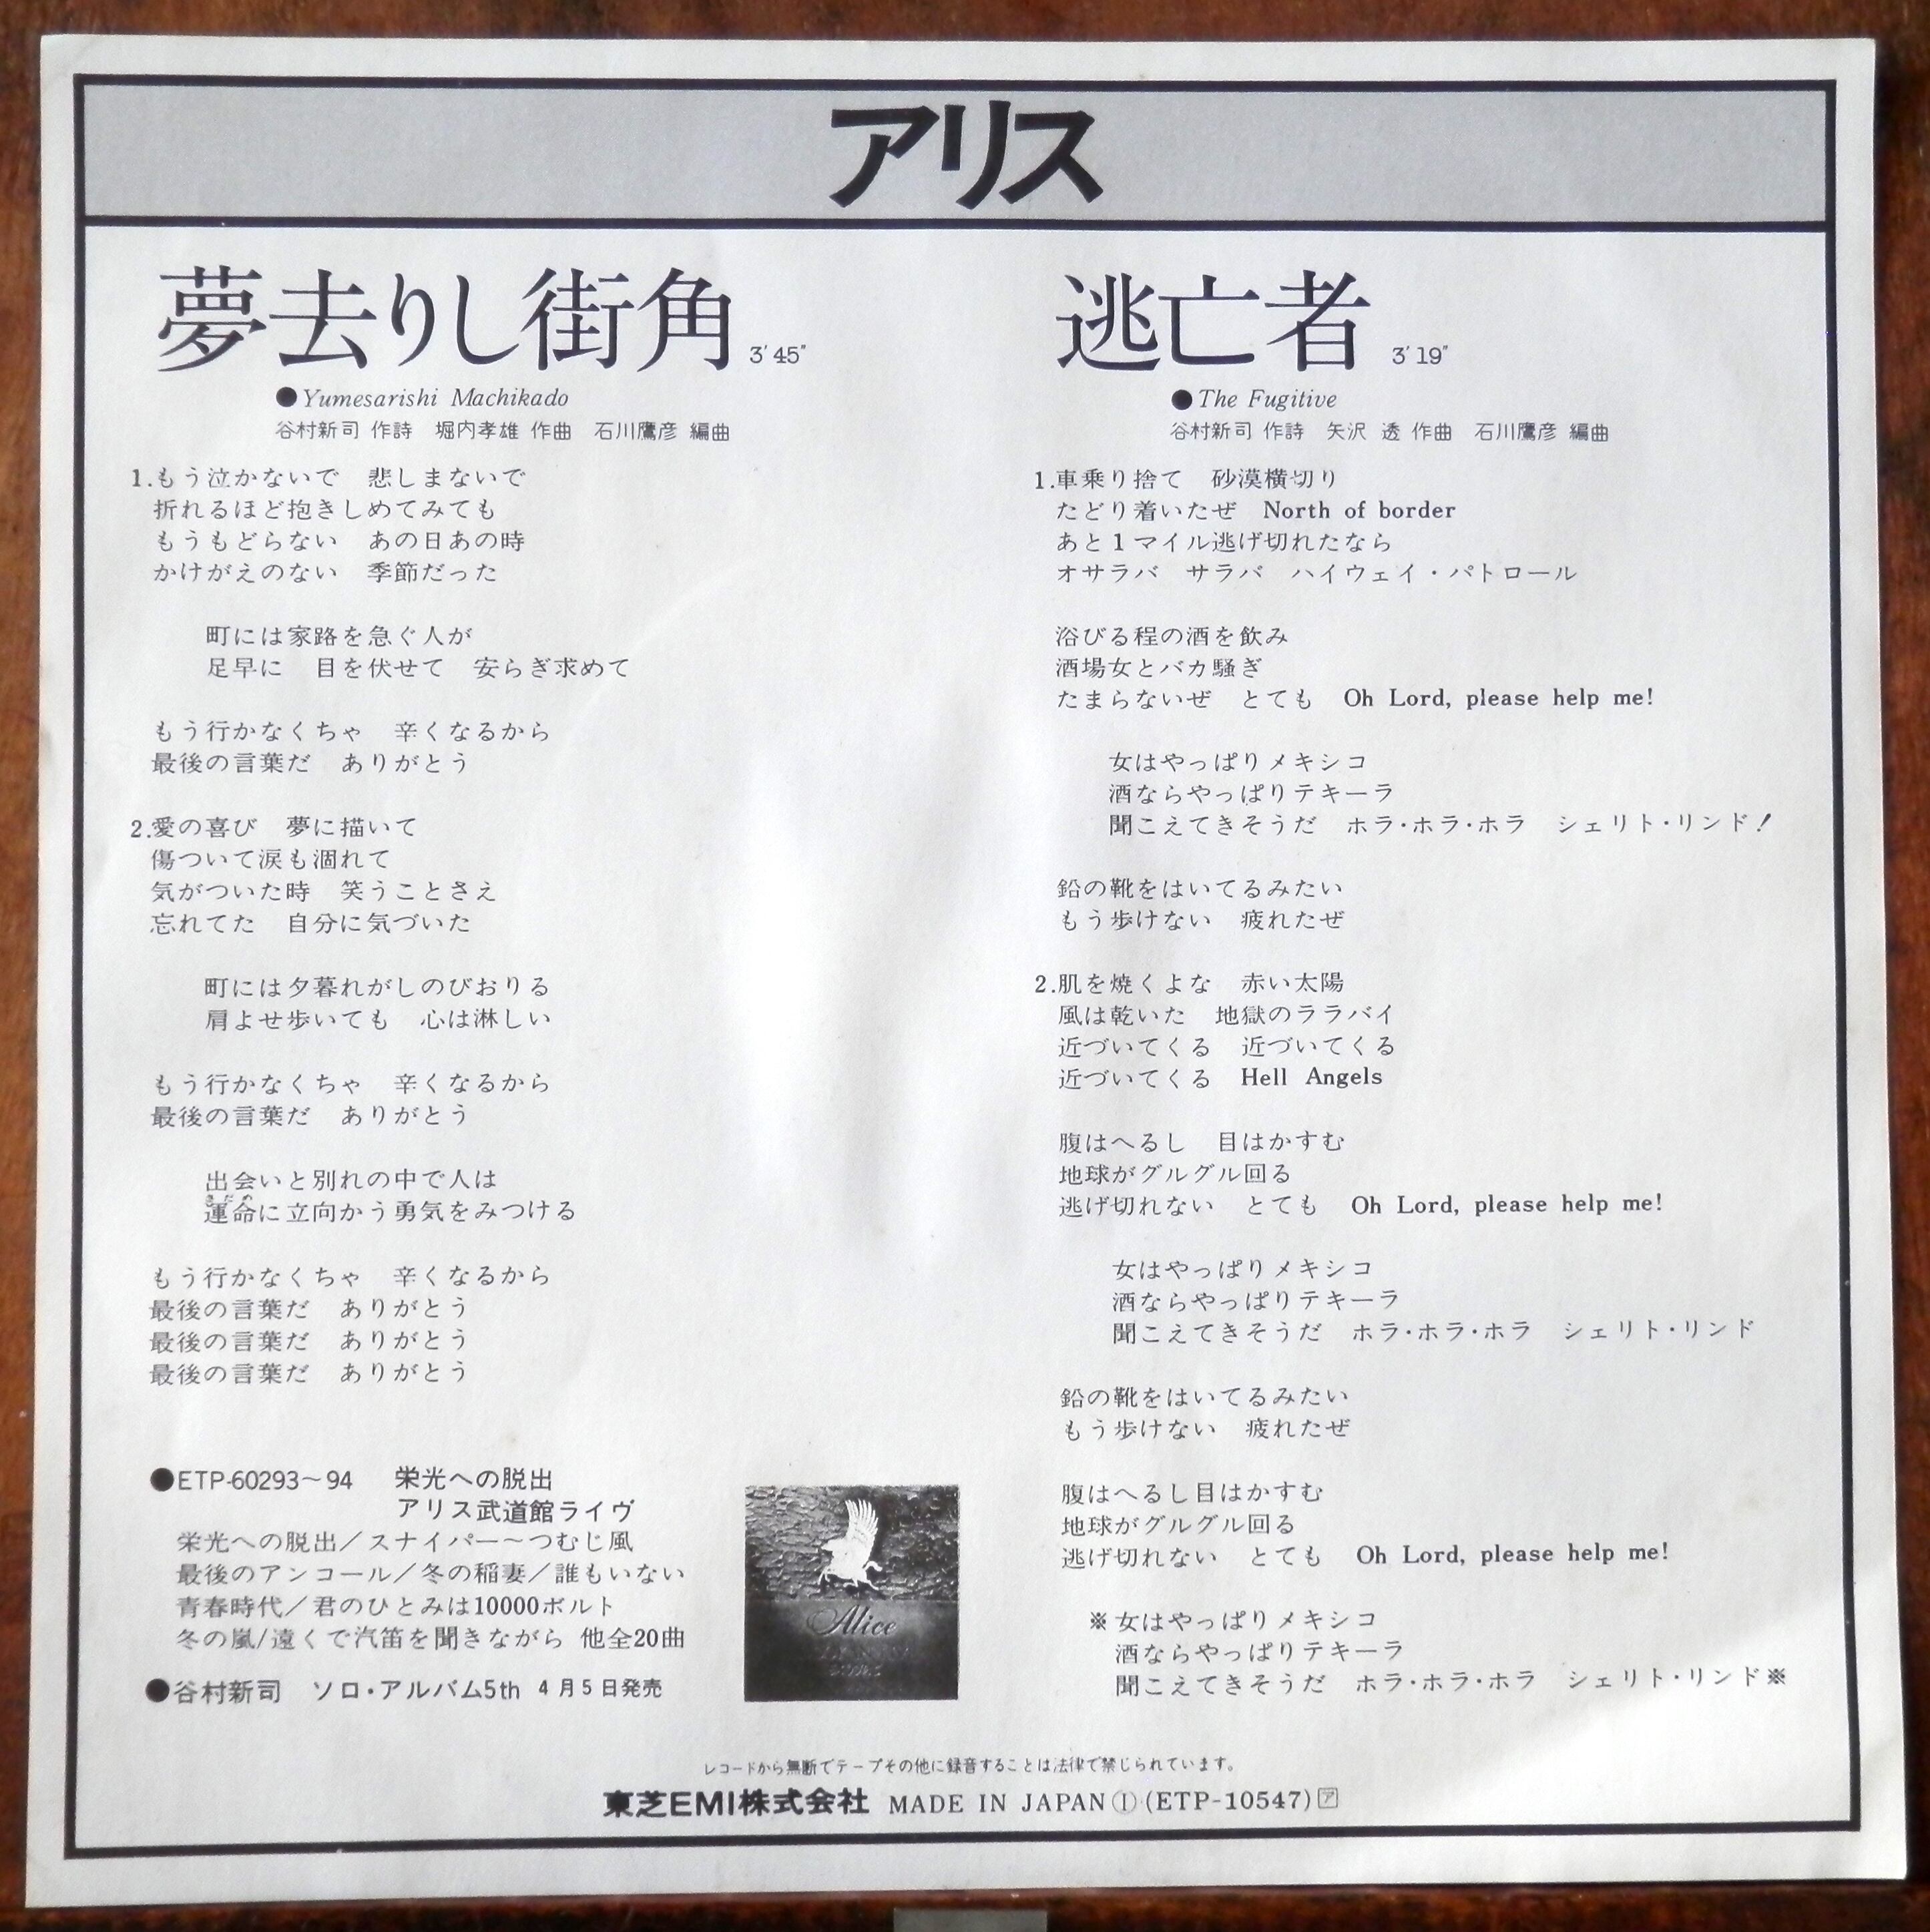 アリス
夢去りし街角 3′45″
●Yumesarishi Machikado
谷村新司 作詩　堀内孝雄 作曲　石川鷹彦 編曲
1.もう泣かないで　悲しまないで
折れるほど抱きしめてみても
もうもどらない　あの日あの時
かけがえのない　季節だった
町には家路を急ぐ人が
足早に　目を伏せて　安らぎ求めて
もう行かなくちゃ　辛くなるから
最後の言葉だ　ありがとう
2.愛の喜び　夢に描いて
傷ついて涙も涸れて
気がついた時　笑うことさえ
忘れてた　自分に気づいた
町には夕暮れがしのびおりる
肩よせ歩いても　心は淋しい
もう行かなくちゃ　辛くなるから
最後の言葉だ　ありがとう
出会いと別れの中で人は
さだめ
運命に立向かう勇気をみつける
もう行かなくちゃ　辛くなるから
最後の言葉だ　ありがとう
最後の言葉だ　ありがとう
最後の言葉だ　ありがとう
●ETP-60293〜94　栄光への脱出
アリス武道館ライヴ
栄光への脱出／スナイパー〜つむじ風
最後のアンコール／冬の稲妻／誰もいない
青春時代／君のひとみは10000ボルト
冬の嵐/遠くで汽笛を聞きながら 他全20曲
●谷村新司　ソロ・アルバム5th 4月5日発売
Alice
逃亡者 3′19″
●The Fugitive
谷村新司 作詩　矢沢 透 作曲　石川鷹彦 編曲
1.車乗り捨て　砂漠横切り
たどり着いたぜ　North of border
あと1マイル逃げ切れたなら
オサラバ　サラバ　ハイウェイ・パトロール
浴びる程の酒を飲み
酒場女とバカ騒ぎ
たまらないぜ　とても　Oh Lord, please help me!
女はやっぱりメキシコ
酒ならやっぱりテキーラ
聞こえてきそうだ　ホラ・ホラ・ホラ　シェリト・リンド！
鉛の靴をはいてるみたい
もう歩けない　疲れたぜ
2.肌を焼くよな　赤い太陽
風は乾いた　地獄のララバイ
近づいてくる　近づいてくる
近づいてくる　Hell Angels
腹はへるし　目はかすむ
地球がグルグル回る
逃げ切れない　とても　Oh Lord, please help me!
女はやっぱりメキシコ
酒ならやっぱりテキーラ
聞こえてきそうだ　ホラ・ホラ・ホラ　シェリト・リンド
鉛の靴をはいてるみたい
もう歩けない　疲れたぜ
腹はへるし目はかすむ
地球がグルグル回る
逃げ切れない　とても　Oh Lord, please help me!
※女はやっぱりメキシコ
酒ならやっぱりテキーラ
聞こえてきそうだ　ホラ・ホラ・ホラ　シェリト・リンド※
レコードから無断でテープその他に録音することは法律で禁じられています。
東芝EMI株式会社 MADE IN JAPAN Ⓘ (ETP-10547) ア